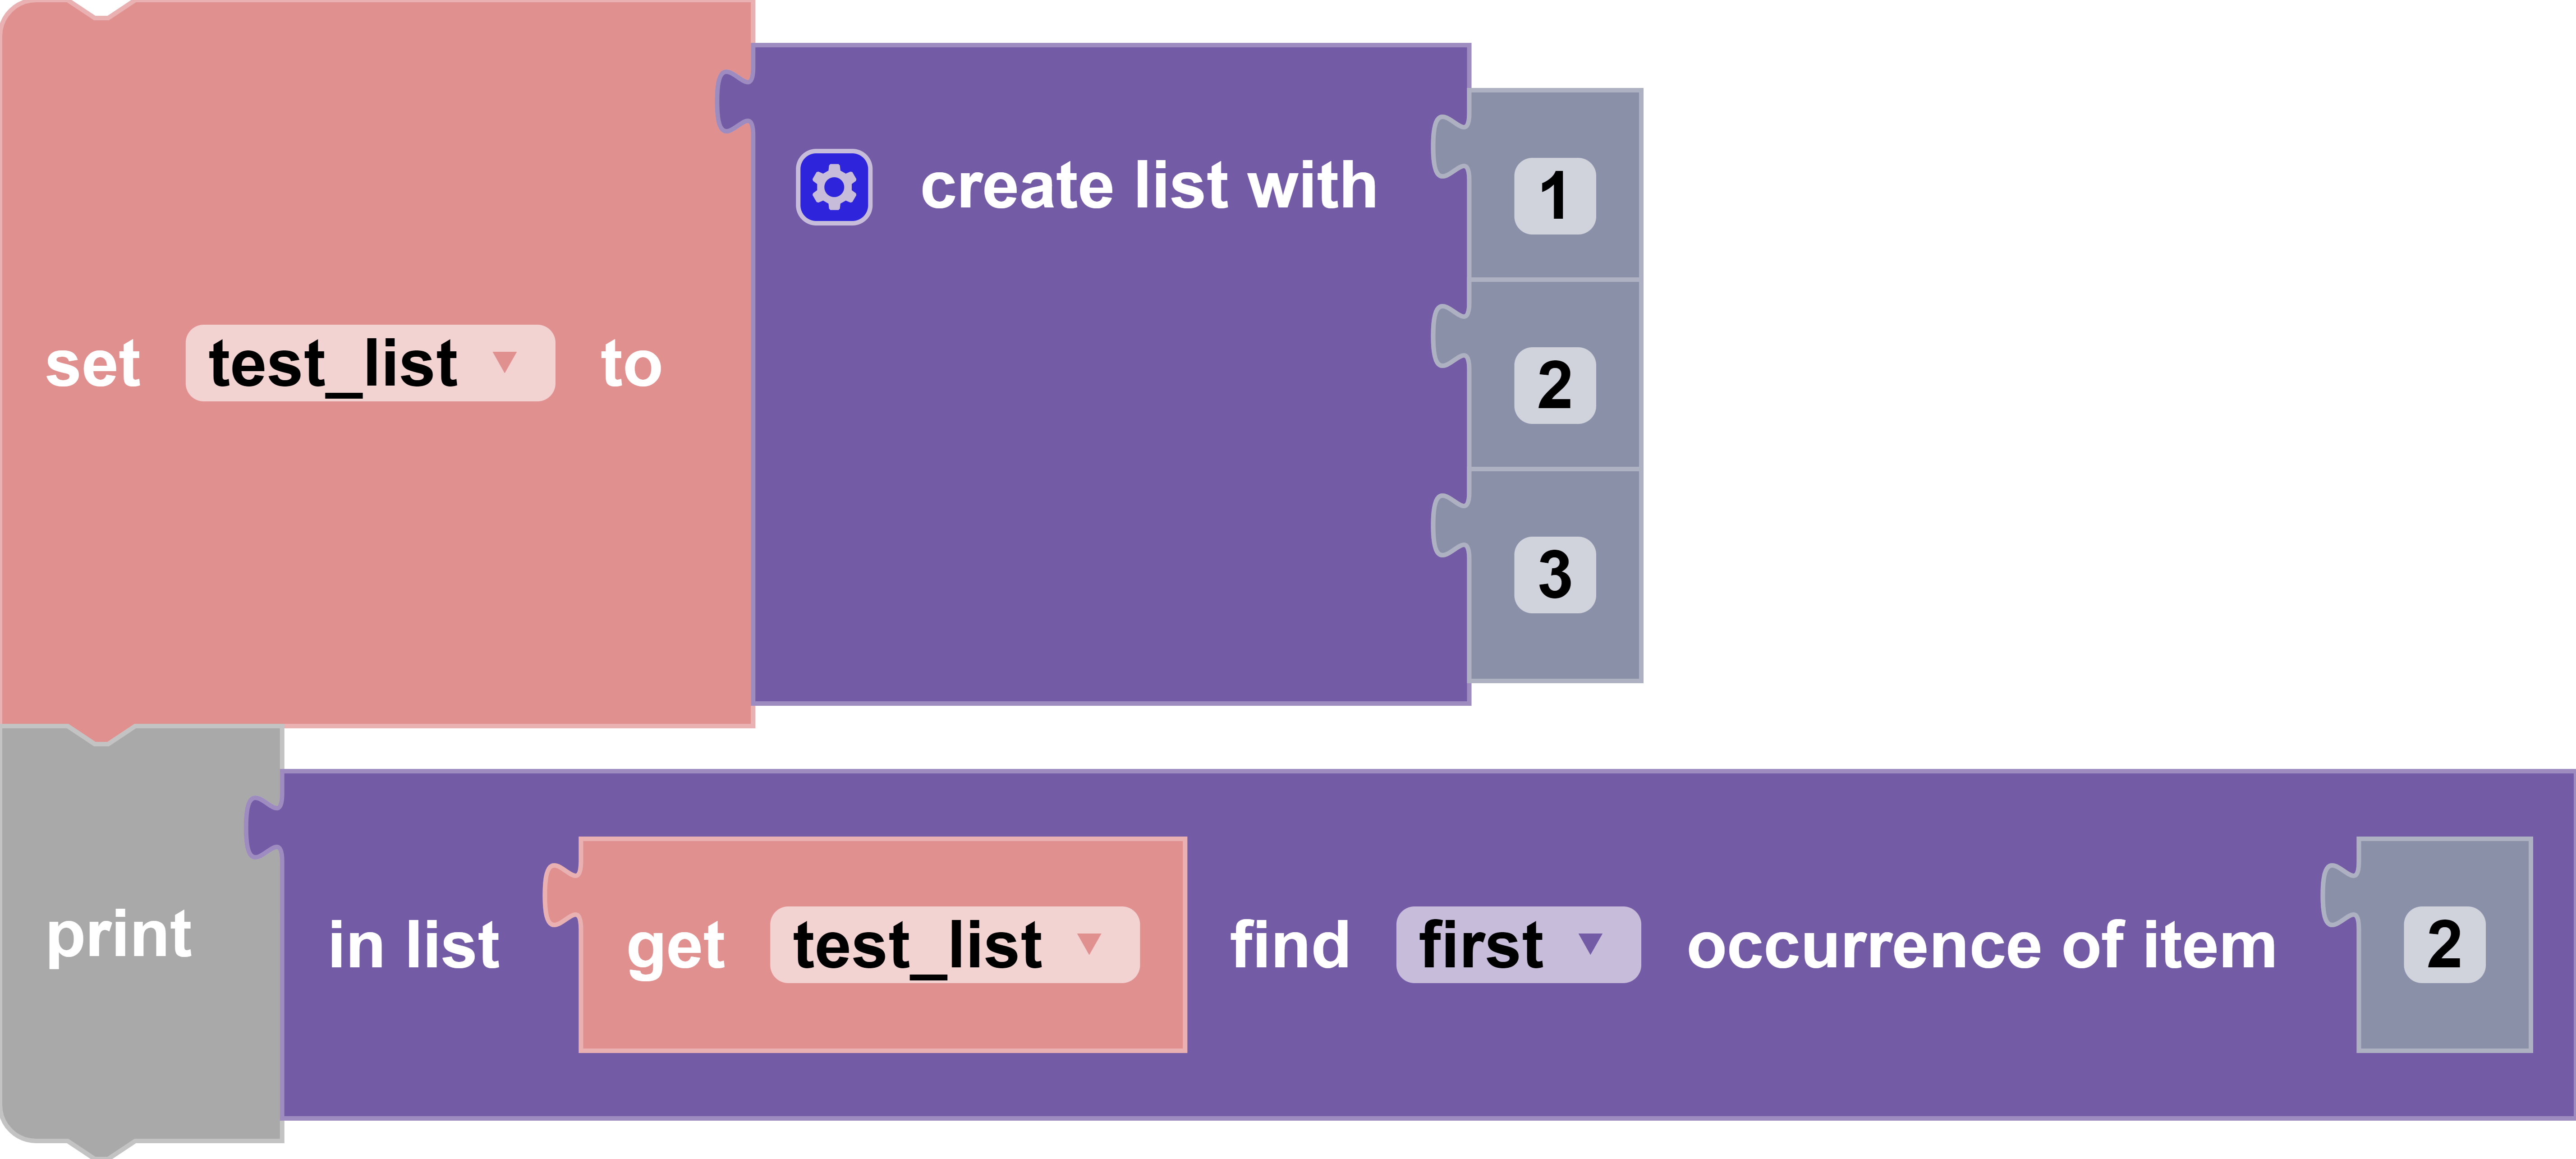 create list with 1
2
set test_list ▼ to
3
print in list get test_list ▼ find first ▼ occurrence of item 2